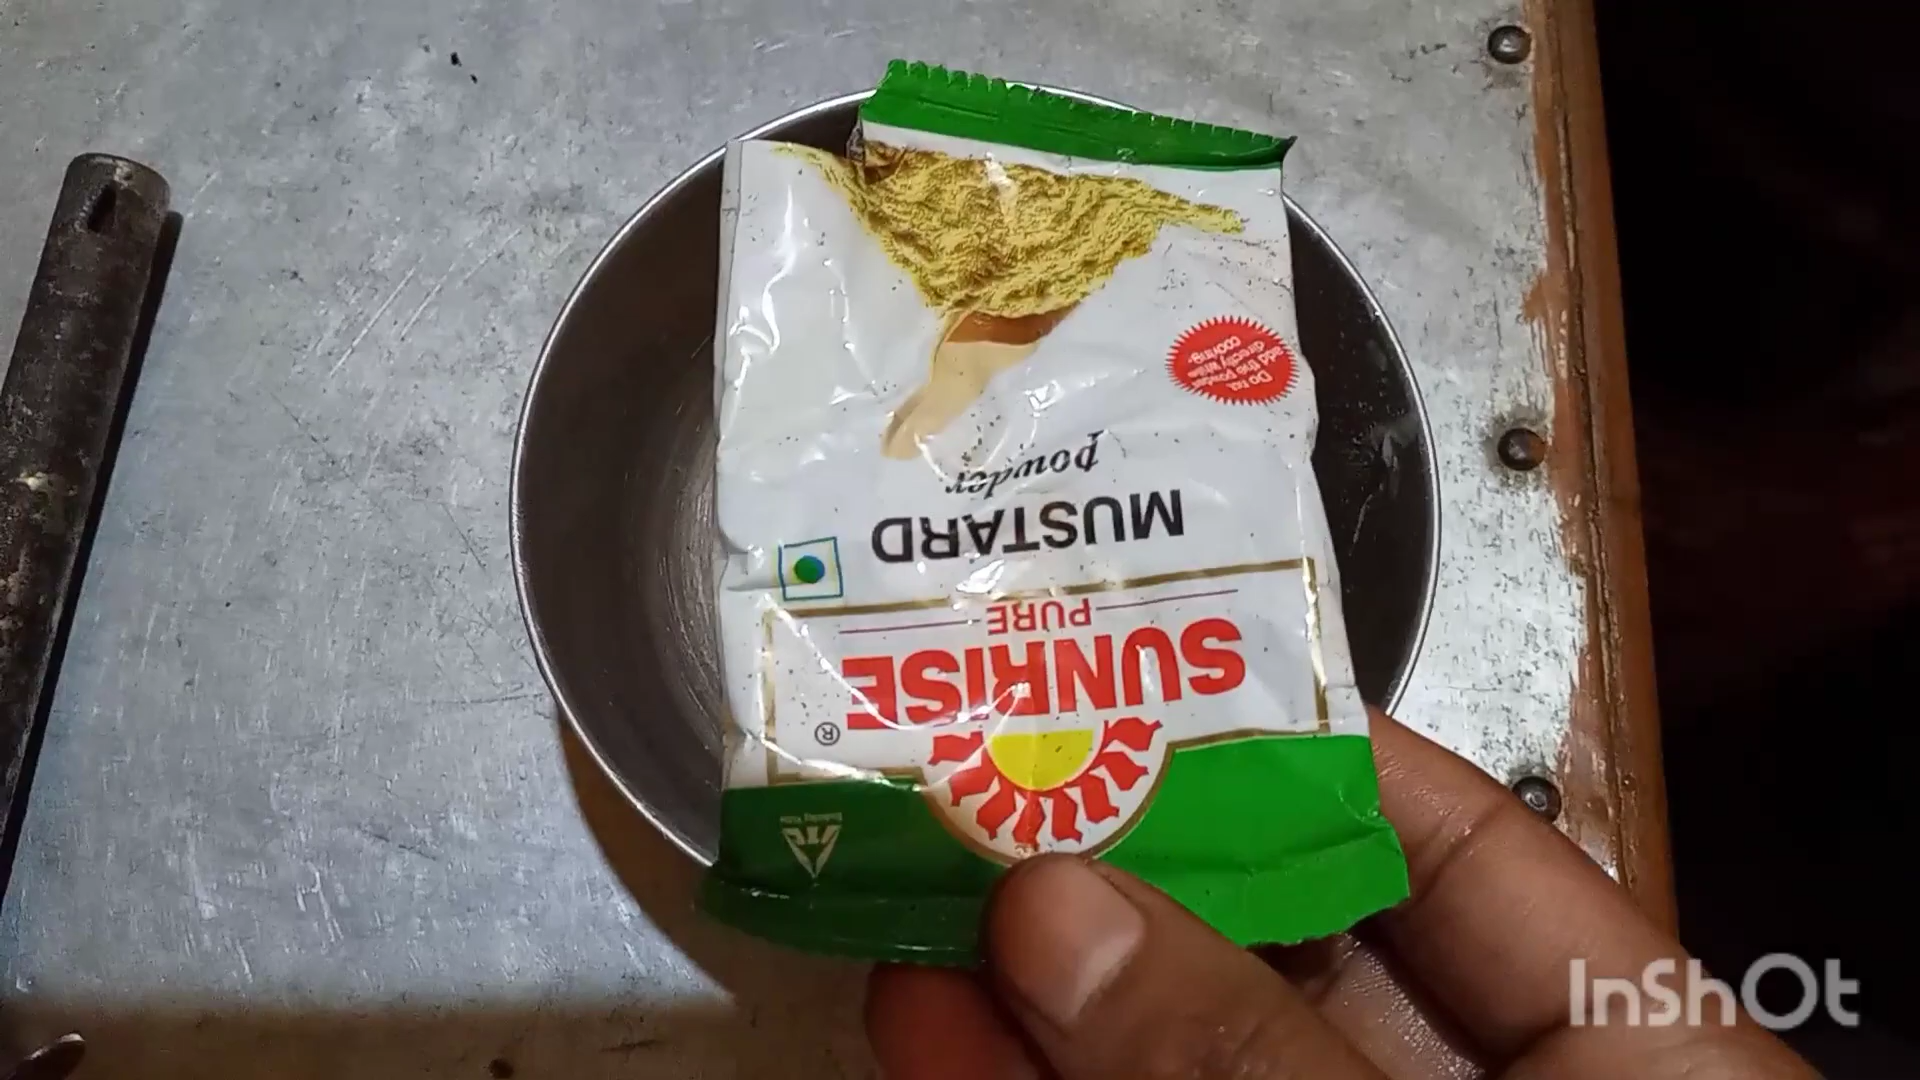 SUNRISE
®
PURE
MUSTARD
powder
Do not
add the powder
directly while
cooking.
InShOt